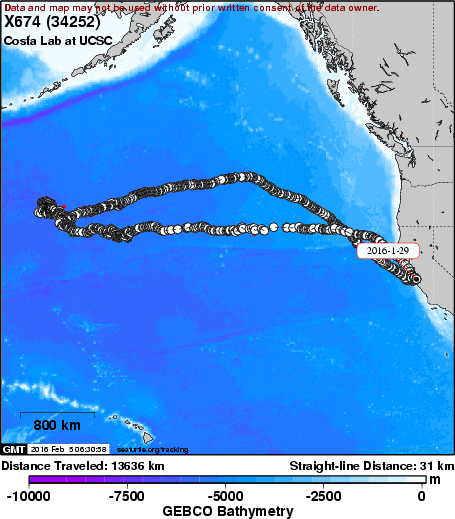 Data and map may not be used without prior written consent of the data owner.
X674 (34252)
Costa Lab at UCSC
2016-1-29
800 km
GMT 2016 Feb 5 06:30:58 seaturtle.org/tracking
Distance Traveled: 13636 km Straight-line Distance: 31 km
m
-10000 -7500 -5000 -2500 0
GEBCO Bathymetry